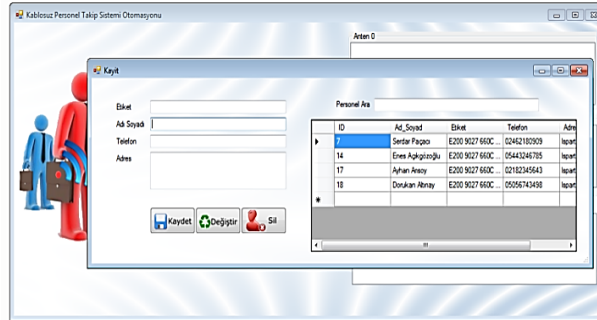 Kablosuz Personel Takip Sistemi Otomasyonu
Anten 0
Kayit
Etiket
Adı Soyadı
Telefon
Adres
Kaydet Değiştir Sil
Personel Ara
ID Ad_Soyad Etiket Telefon Adre
7 Serdar Paçacı E200 9027 660C ... 02462180909 Ispart
14 Enes Açıkgözoğlu E200 9027 660C ... 05443246785 Ispart
17 Ayhan Arısoy E200 9027 660C ... 02182345643 Ispart
18 Dorukan E200 9027 660C ... 05056743498 Ispart